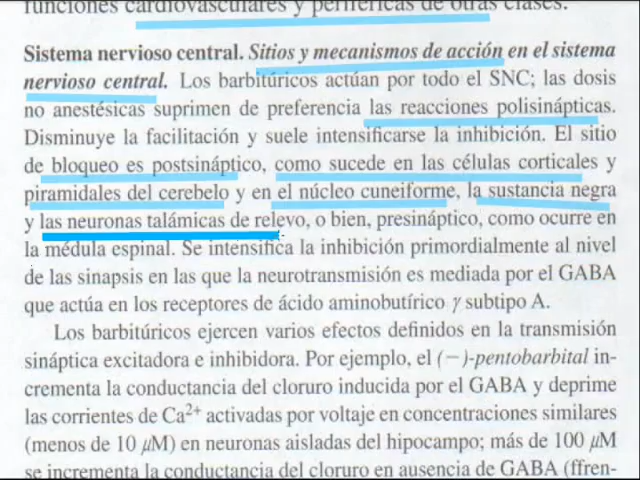 funciones cardiovasculares y periféricas de otras clases.
Sistema nervioso central. Sitios y mecanismos de acción en el sistema
nervioso central. Los barbitúricos actúan por todo el SNC; las dosis
no anestésicas suprimen de preferencia las reacciones polisinápticas.
Disminuye la facilitación y suele intensificarse la inhibición. El sitio
de bloqueo es postsináptico, como sucede en las células corticales y
piramidales del cerebelo y en el núcleo cuneiforme, la sustancia negra
y las neuronas talámicas de relevo, o bien, presináptico, como ocurre en
la médula espinal. Se intensifica la inhibición primordialmente al nivel
de las sinapsis en las que la neurotransmisión es mediada por el GABA
que actúa en los receptores de ácido aminobutírico γ subtipo A.
Los barbitúricos ejercen varios efectos definidos en la transmisión
sináptica excitadora e inhibidora. Por ejemplo, el (−)-pentobarbital in-
crementa la conductancia del cloruro inducida por el GABA y deprime
las corrientes de Ca²⁺ activadas por voltaje en concentraciones similares
(menos de 10 μM) en neuronas aisladas del hipocampo; más de 100 μM
se incrementa la conductancia del cloruro en ausencia de GABA (ffren-